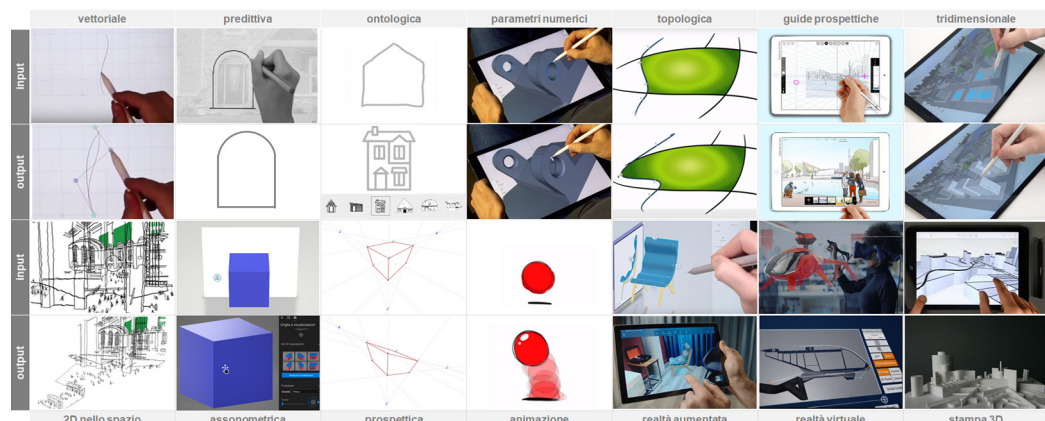 vettoriale
predittiva
ontologica
parametri numerici
topologica
guide prospettiche
tridimensionale
input
output
input
output
2D nello spazio
assonometrica
prospettica
animazione
realtà aumentata
realtà virtuale
stampa 3D